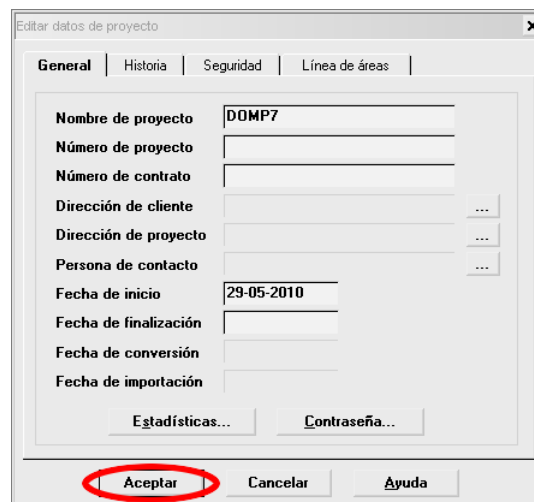 Editar datos de proyecto
General Historia Seguridad Línea de áreas
Nombre de proyecto DOMP7
Número de proyecto
Número de contrato
Dirección de cliente ...
Dirección de proyecto ...
Persona de contacto ...
Fecha de inicio 29-05-2010
Fecha de finalización
Fecha de conversión
Fecha de importación
Estadísticas... Contraseña...
Aceptar Cancelar Ayuda